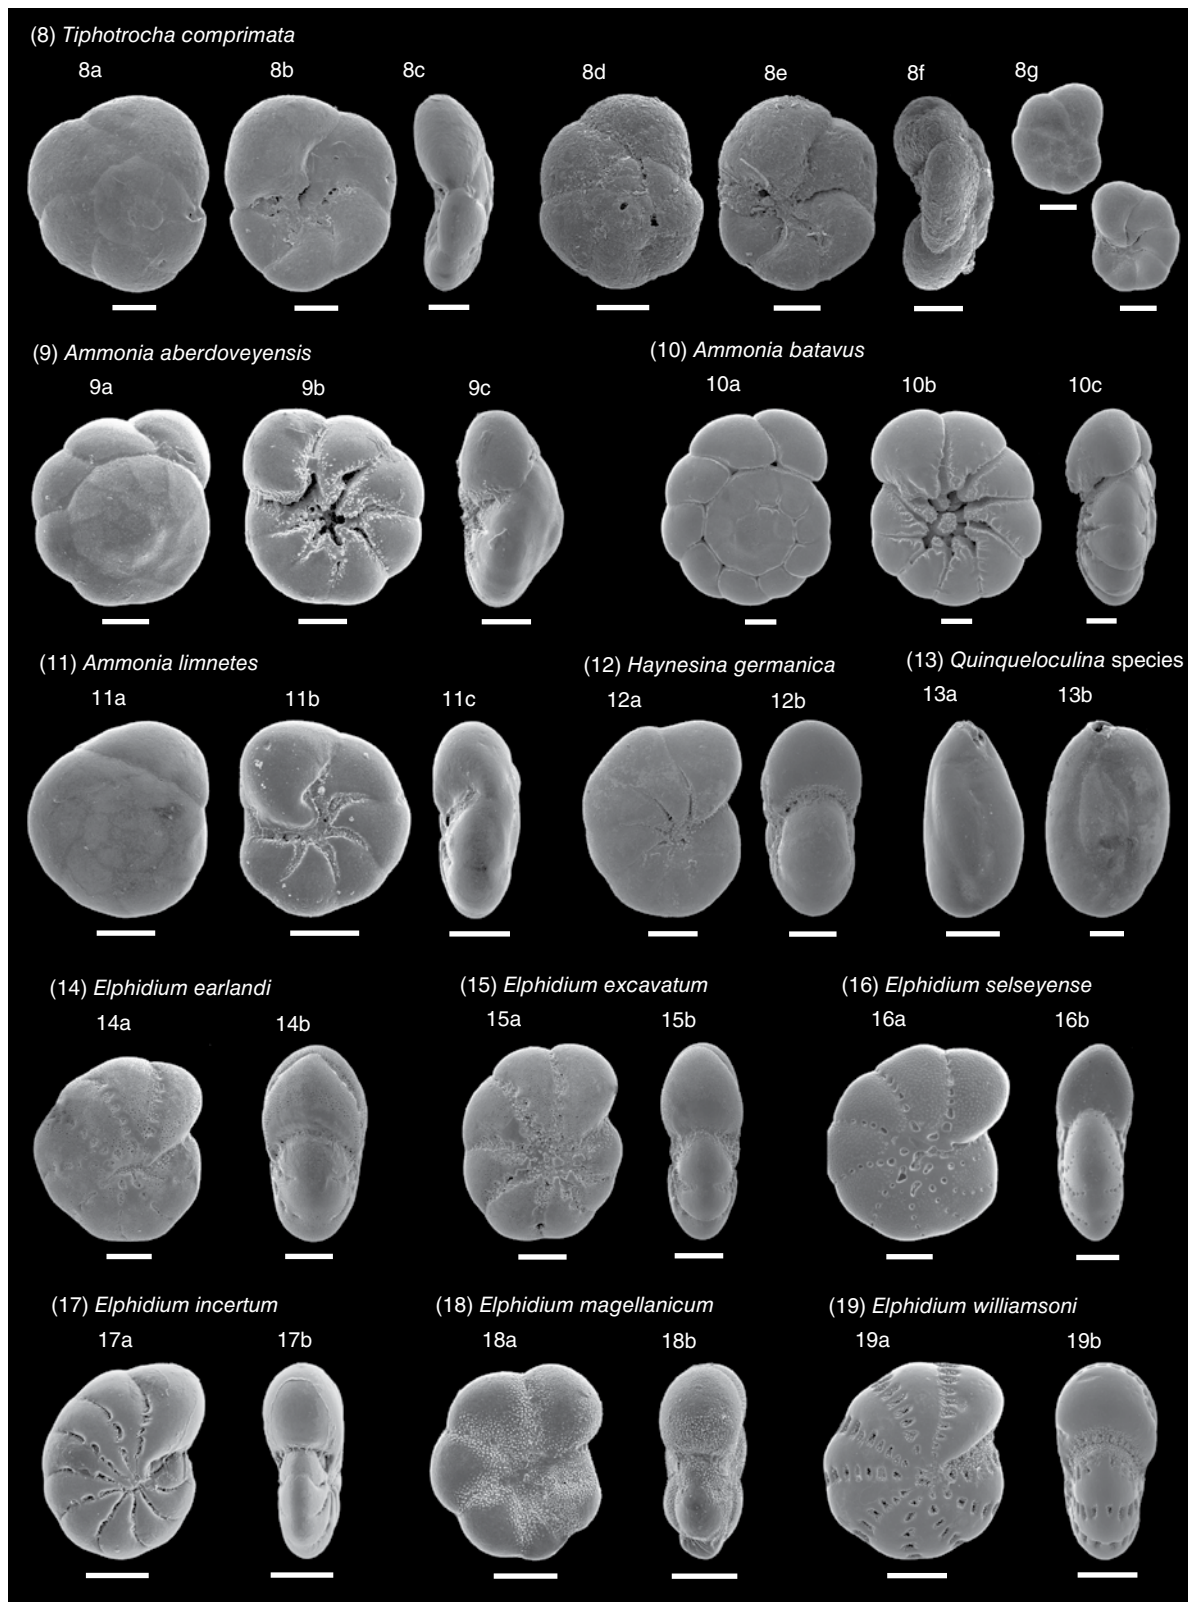 (8) Tiphotrocha comprimata
8a 8b 8c 8d 8e 8f 8g
(9) Ammonia aberdoveyensis (10) Ammonia batavus
9a 9b 9c 10a 10b 10c
(11) Ammonia limnetes (12) Haynesina germanica (13) Quinqueloculina species
11a 11b 11c 12a 12b 13a 13b
(14) Elphidium earlandi (15) Elphidium excavatum (16) Elphidium selseyense
14a 14b 15a 15b 16a 16b
(17) Elphidium incertum (18) Elphidium magellanicum (19) Elphidium williamsoni
17a 17b 18a 18b 19a 19b